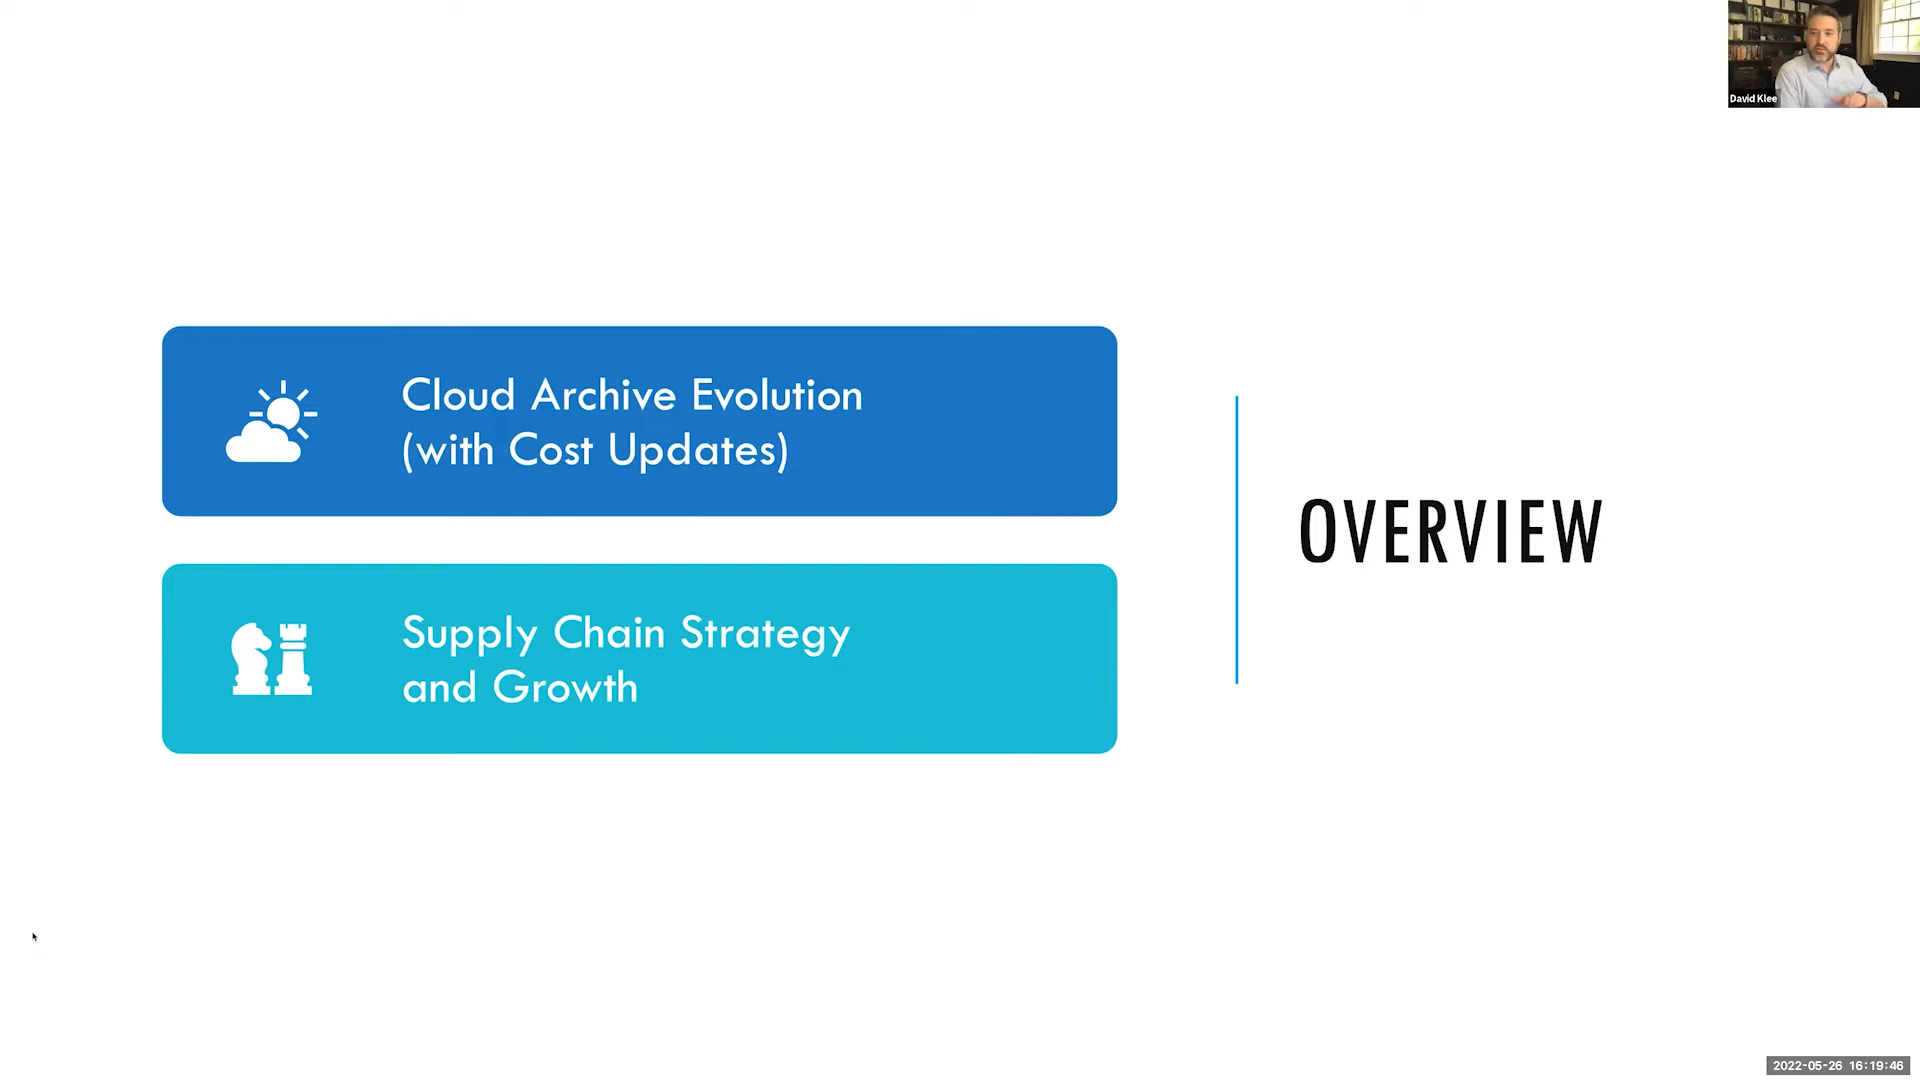 David Klee
Cloud Archive Evolution
(with Cost Updates)
Supply Chain Strategy
and Growth
OVERVIEW
2022-05-26 16:19:46